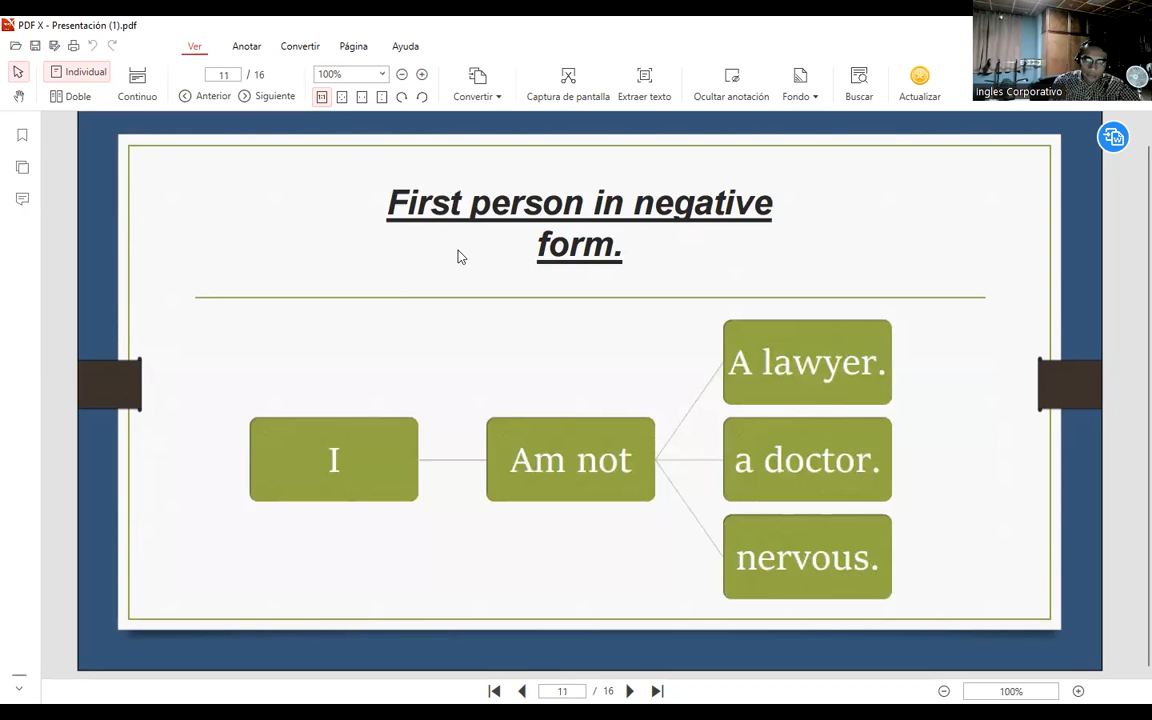 PDF X - Presentación (1).pdf
Ver Anotar Convertir Página Ayuda
Individual
Doble
Continuo
11 / 16
Anterior Siguiente
100%
Convertir
Captura de pantalla
Extraer texto
Ocultar anotación
Fondo
Buscar
Actualizar
Ingles Corporativo
First person in negative
form.
I
Am not
A lawyer.
a doctor.
nervous.
11 / 16
100%